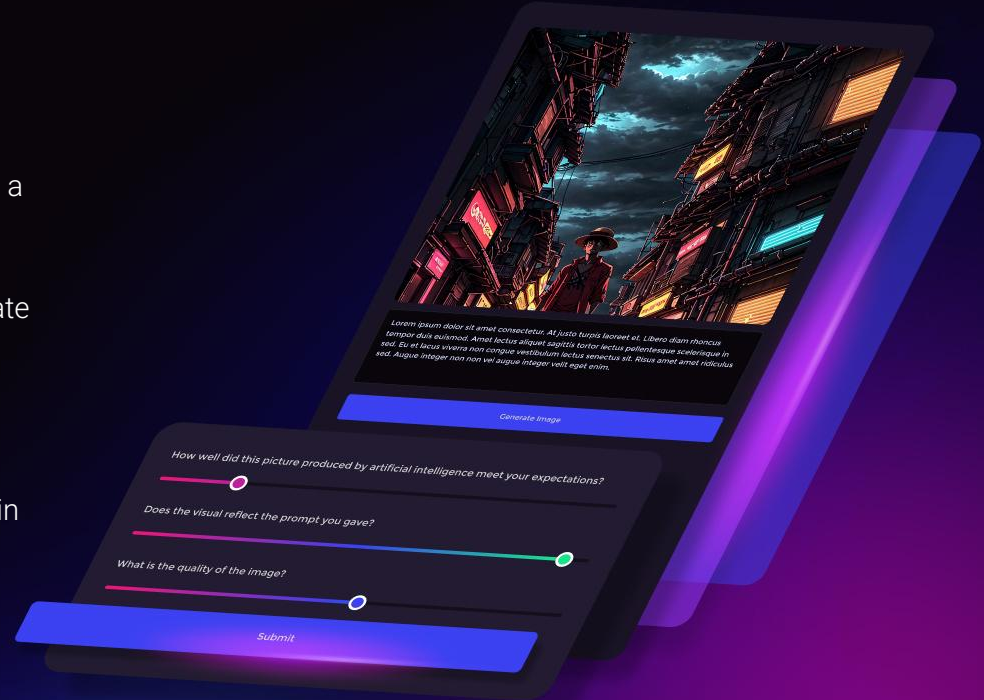 a
ate
in
Lorem ipsum dolor sit amet consectetur. At justo turpis laoreet et. Libero diam rhoncus
tempor duis euismod. Amet lectus aliquet sagittis tortor lectus pellentesque scelerisque in
sed. Eu et lacus viverra non congue vestibulum lectus senectus sit. Risus amet amet ridiculus
sed. Augue integer non non vel augue integer velit eget enim.
Generate Image
How well did this picture produced by artificial intelligence meet your expectations?
Does the visual reflect the prompt you gave?
What is the quality of the image?
Submit